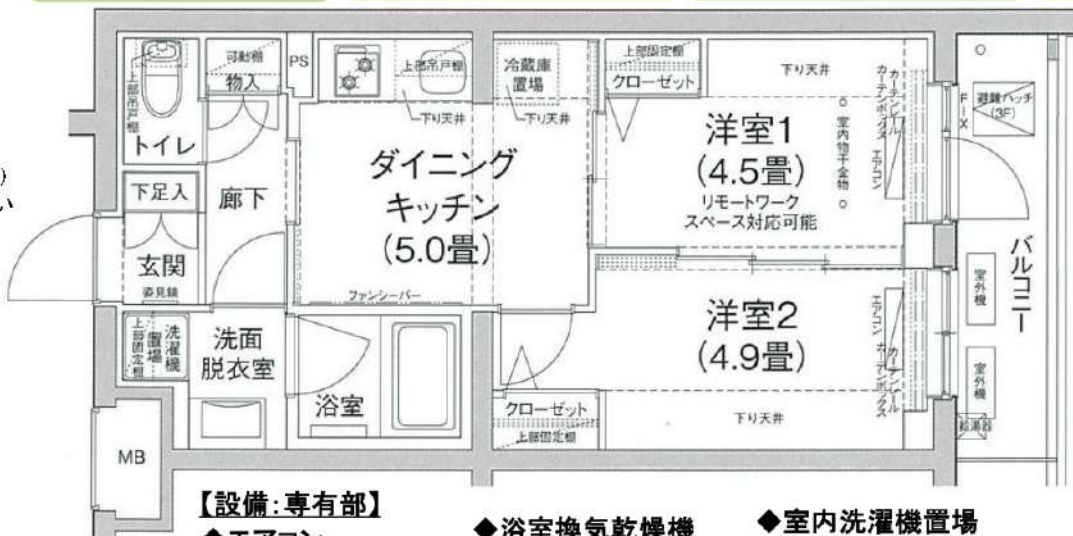 上部吊戸棚
トイレ
可動棚
物入
PS
上部吊戸棚
下り天井
冷蔵庫
置場
下り天井
上部固定棚
クローゼット
下り天井
カーテンレール
カーテンボックス
エアコン
室内物干金物
FIX
避難ハッチ
(3F)
下足入
廊下
ダイニング
キッチン
(5.0畳)
洋室1
(4.5畳)
リモートワーク
スペース対応可能
玄関
姿見鏡
ファンシーバー
バルコニー
室外機
室外機
給湯器
洗濯機
置場
上部固定棚
洗面
脱衣室
浴室
洋室2
(4.9畳)
エアコン
カーテンレール
カーテンボックス
クローゼット
上部固定棚
下り天井
MB
い
【設備:専有部】
◆エアコン
◆浴室換気乾燥機
◆室内洗濯機置場